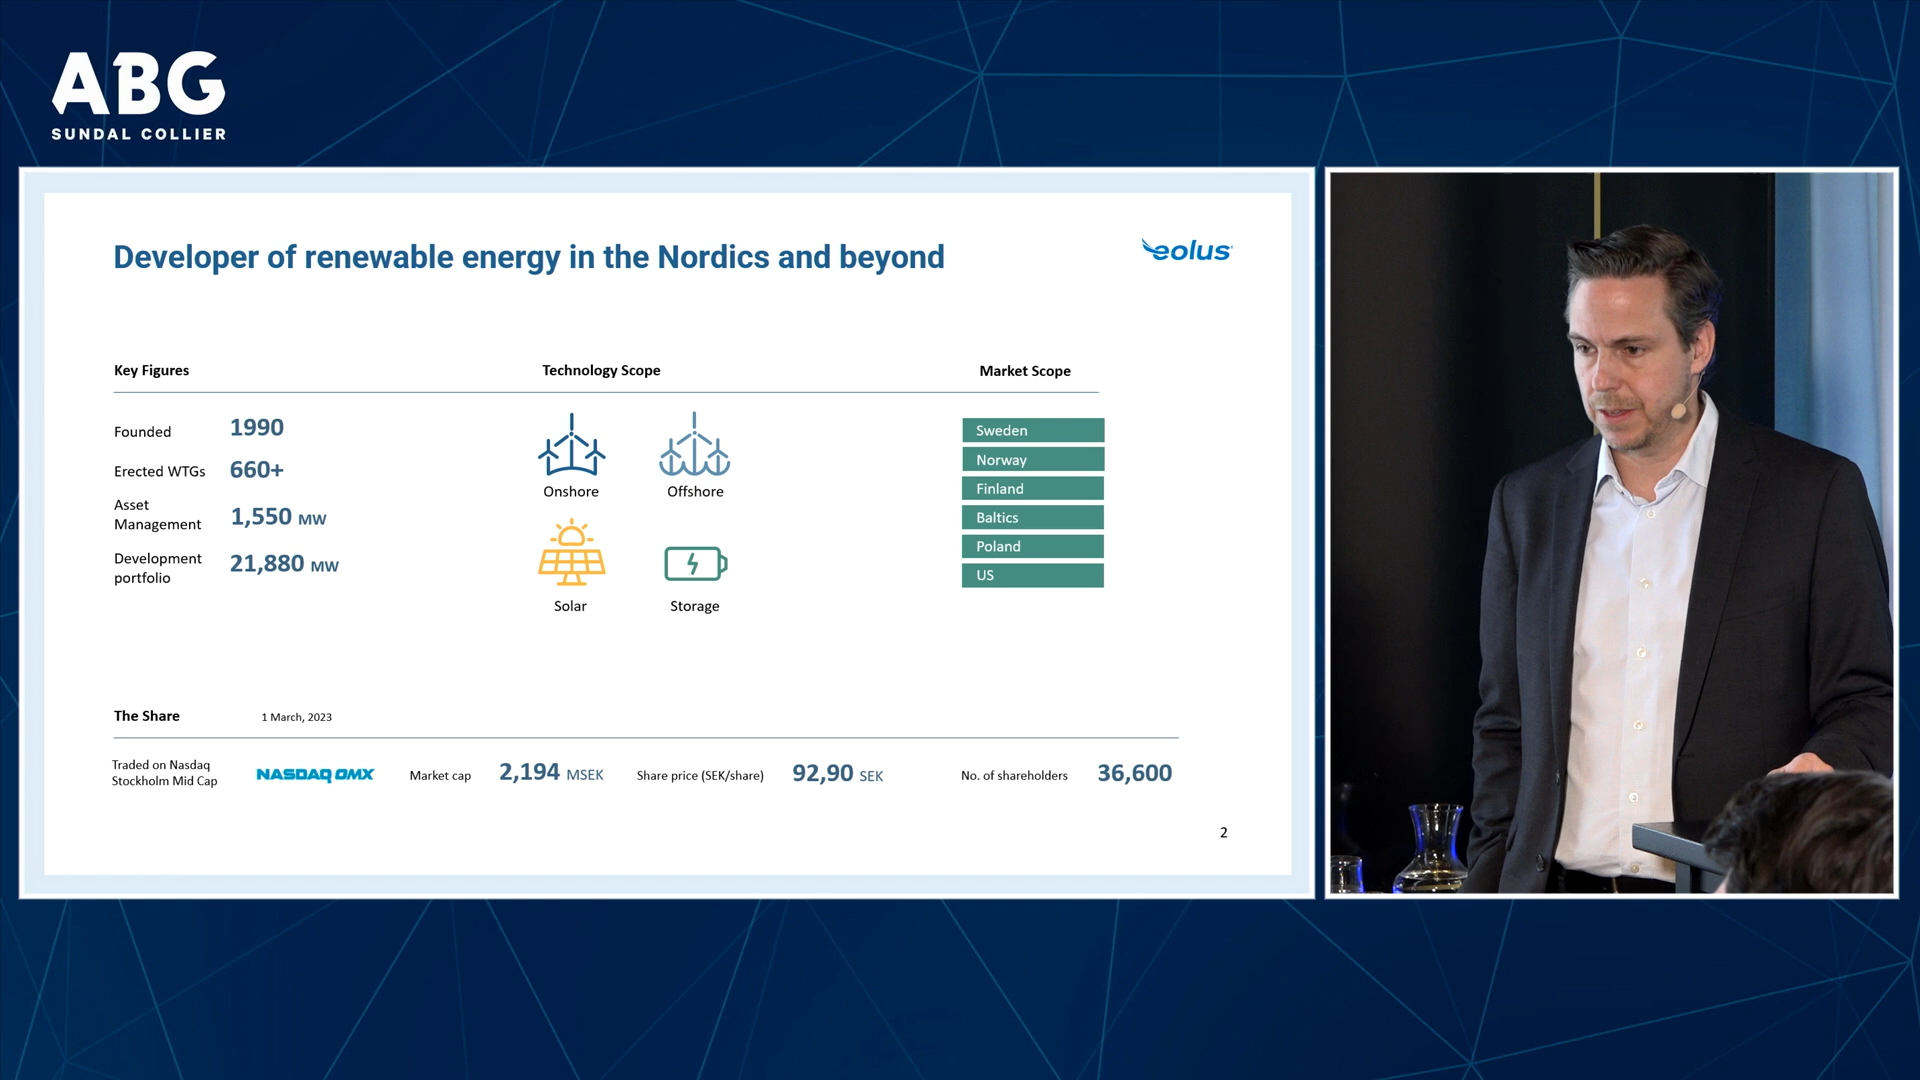 ABG
SUNDAL COLLIER
Developer of renewable energy in the Nordics and beyond
eolus
Key Figures
Technology Scope
Market Scope
Founded 1990
Erected WTGs 660+
Asset
Management 1,550 MW
Development
portfolio 21,880 MW
Onshore
Offshore
Solar
Storage
Sweden
Norway
Finland
Baltics
Poland
US
The Share 1 March, 2023
Traded on Nasdaq
Stockholm Mid Cap
NASDAQ OMX
Market cap 2,194 MSEK
Share price (SEK/share) 92,90 SEK
No. of shareholders 36,600
2